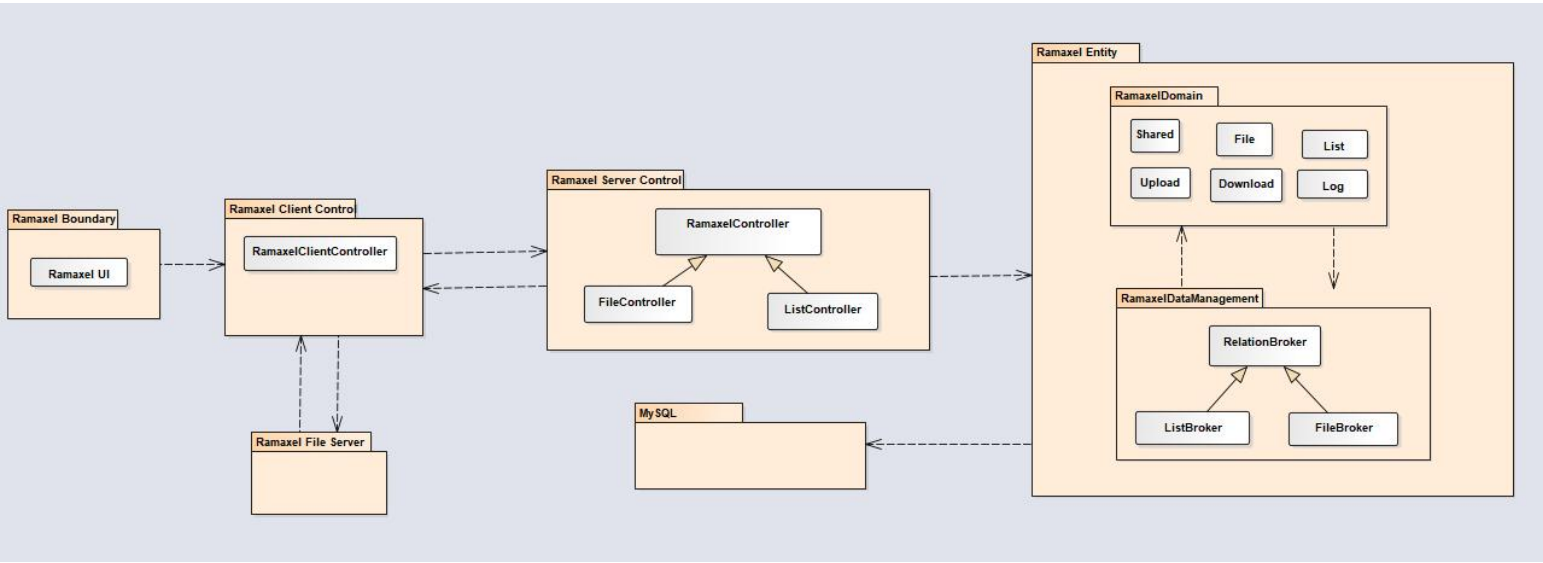 Ramaxel Entity
RamaxelDomain
Shared
File
List
Upload
Download
Log
Ramaxel Server Control
RamaxelController
FileController
ListController
Ramaxel Boundary
Ramaxel UI
Ramaxel Client Control
RamaxelClientController
RamaxelDataManagement
RelationBroker
ListBroker
FileBroker
MySQL
Ramaxel File Server